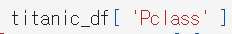 titanic_df[ 'Pclass' ]